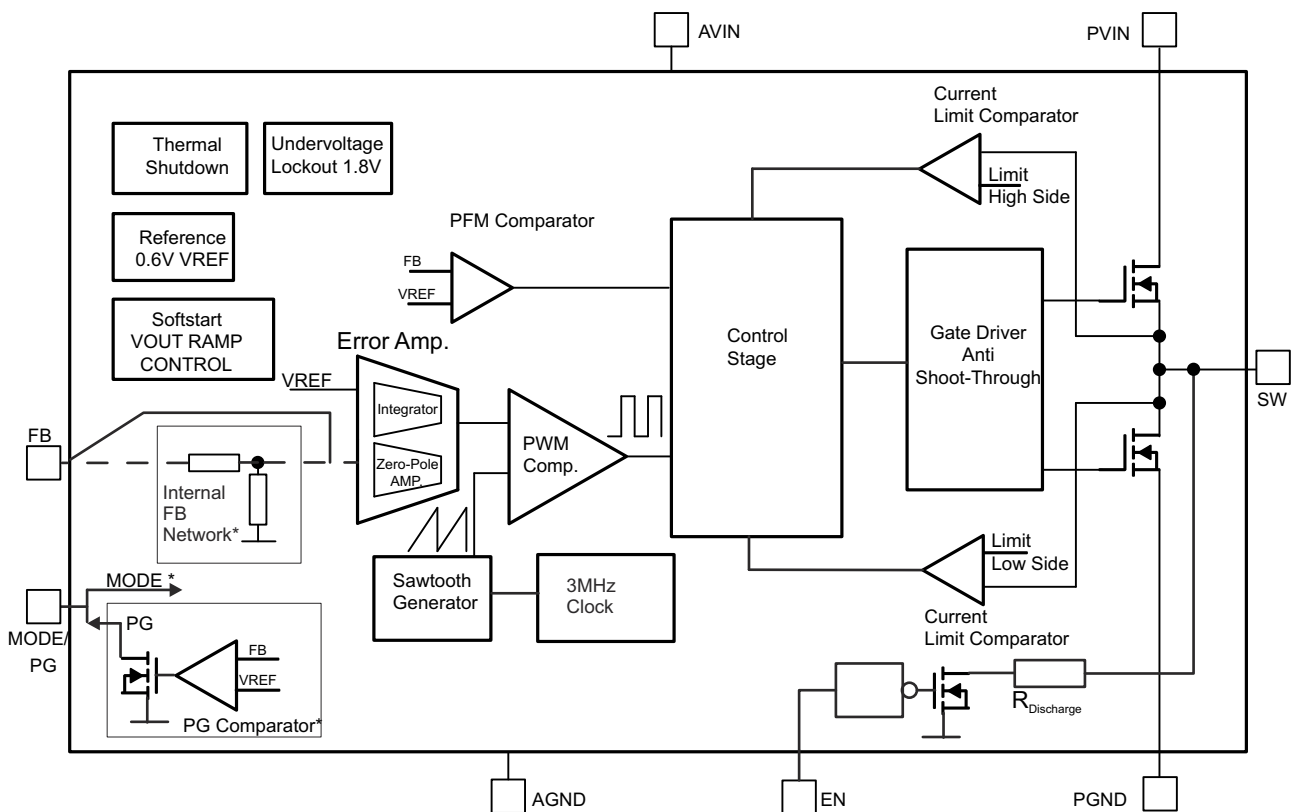 AVIN
PVIN
Thermal
Shutdown
Undervoltage
Lockout 1.8V
Current
Limit Comparator
Limit
High Side
Reference
0.6V VREF
PFM Comparator
FB
VREF
Softstart
VOUT RAMP
CONTROL
Error Amp.
VREF
Integrator
Zero-Pole
AMP.
PWM
Comp.
Control
Stage
Gate Driver
Anti
Shoot-Through
SW
FB
Internal
FB
Network*
Sawtooth
Generator
3MHz
Clock
Limit
Low Side
Current
Limit Comparator
MODE *
PG
MODE/
PG
FB
VREF
PG Comparator*
RDischarge
AGND
EN
PGND